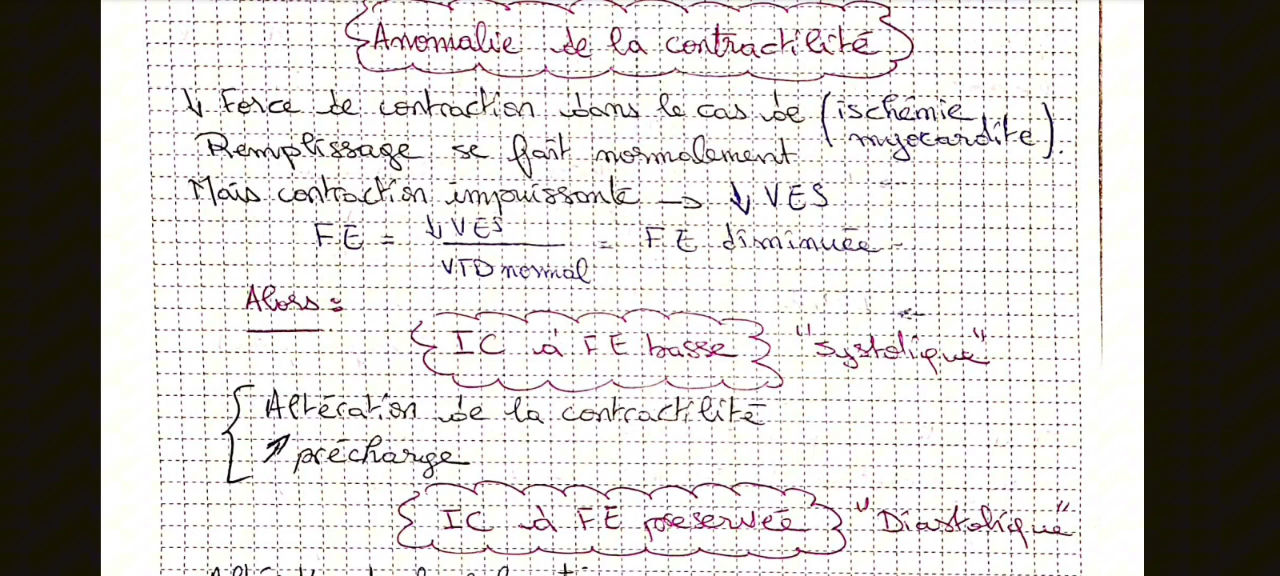 Anomalie de la contractilité
↓ Force de contraction dans le cas de (ischémie, myocardite).
Remplissage se fait normalement
Mais contraction impuissante → ↓ VES
FE = ↓VES / VTD normal = FE diminuée
Alors :
IC à FE basse "systolique"
Altération de la contractilité
↗ précharge
IC à FE preservée "Diastolique"